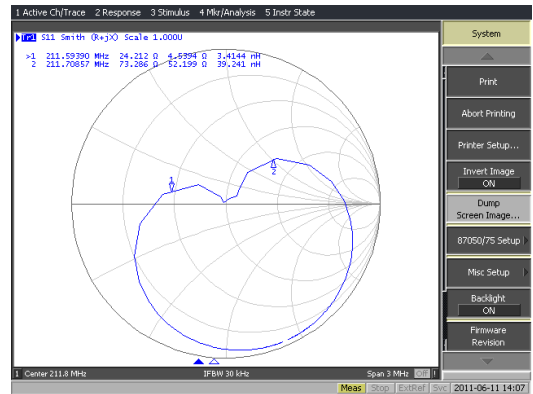 1 Active Ch/Trace 2 Response 3 Stimulus 4 Mkr/Analysis 5 Instr State
Tr1 S11 Smith (R+jX) Scale 1.000U
>1 211.59390 MHz 24.212 Ω 4.5394 Ω 3.4144 nH
2 211.70857 MHz 73.286 Ω 52.199 Ω 39.241 nH
1
2
1 Center 211.8 MHz IFBW 30 kHz Span 3 MHz Off !
Meas Stop ExtRef Svc 2011-06-11 14:07
System
Print
Abort Printing
Printer Setup...
Invert Image
ON
Dump
Screen Image...
87050/75 Setup
Misc Setup
Backlight
ON
Firmware
Revision